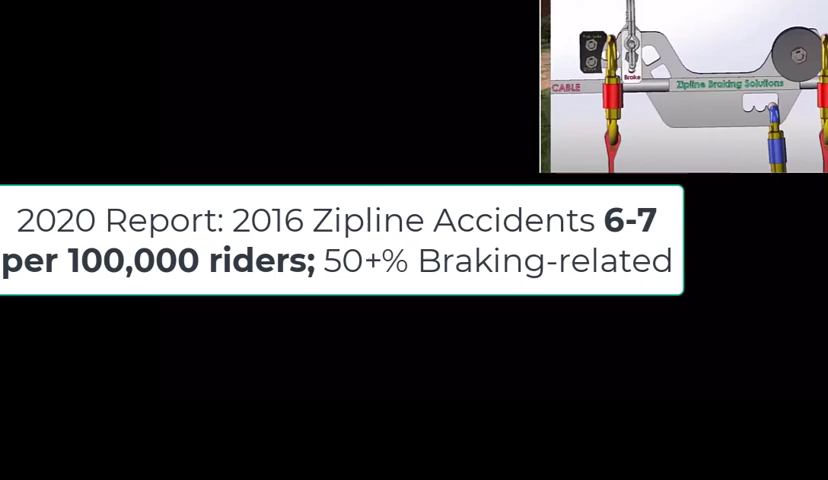 Brake
CABLE
Zipline Braking Solutions
2020 Report: 2016 Zipline Accidents 6-7
per 100,000 riders; 50+% Braking-related